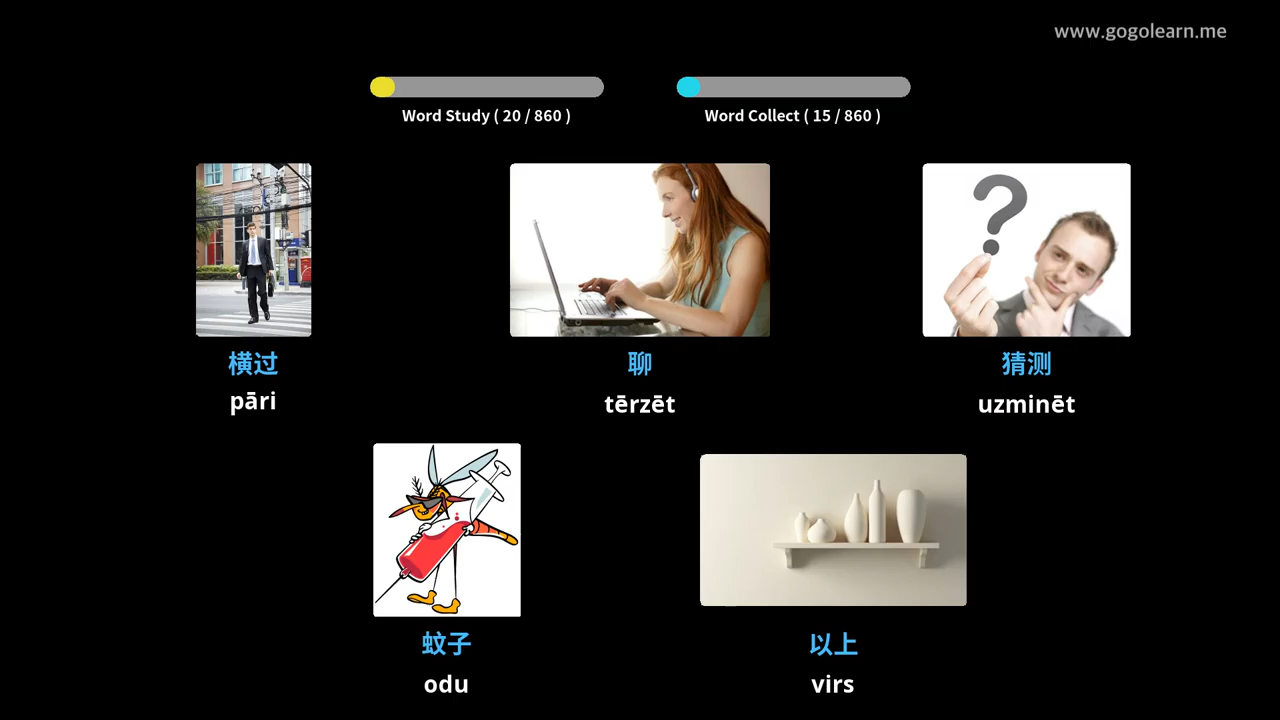 www.gogolearn.me
Word Study ( 20 / 860 )
Word Collect ( 15 / 860 )
横过
pāri
聊
tērzēt
猜测
uzminēt
蚊子
odu
以上
virs